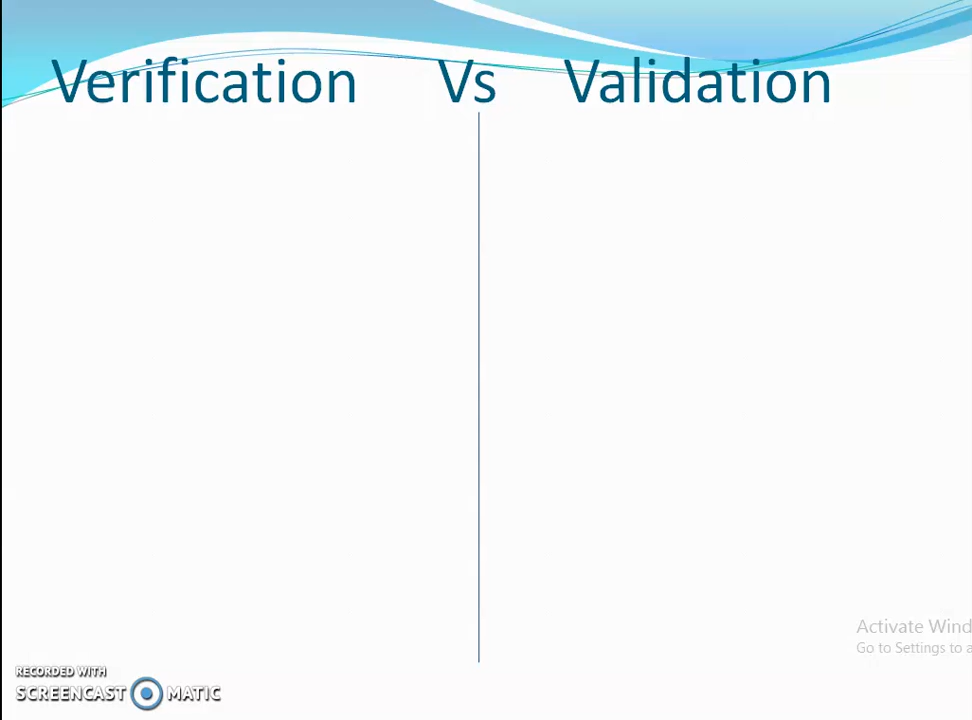 Verification Vs Validation
Activate Wind
Go to Settings to a
RECORDED WITH
SCREENCAST MATIC